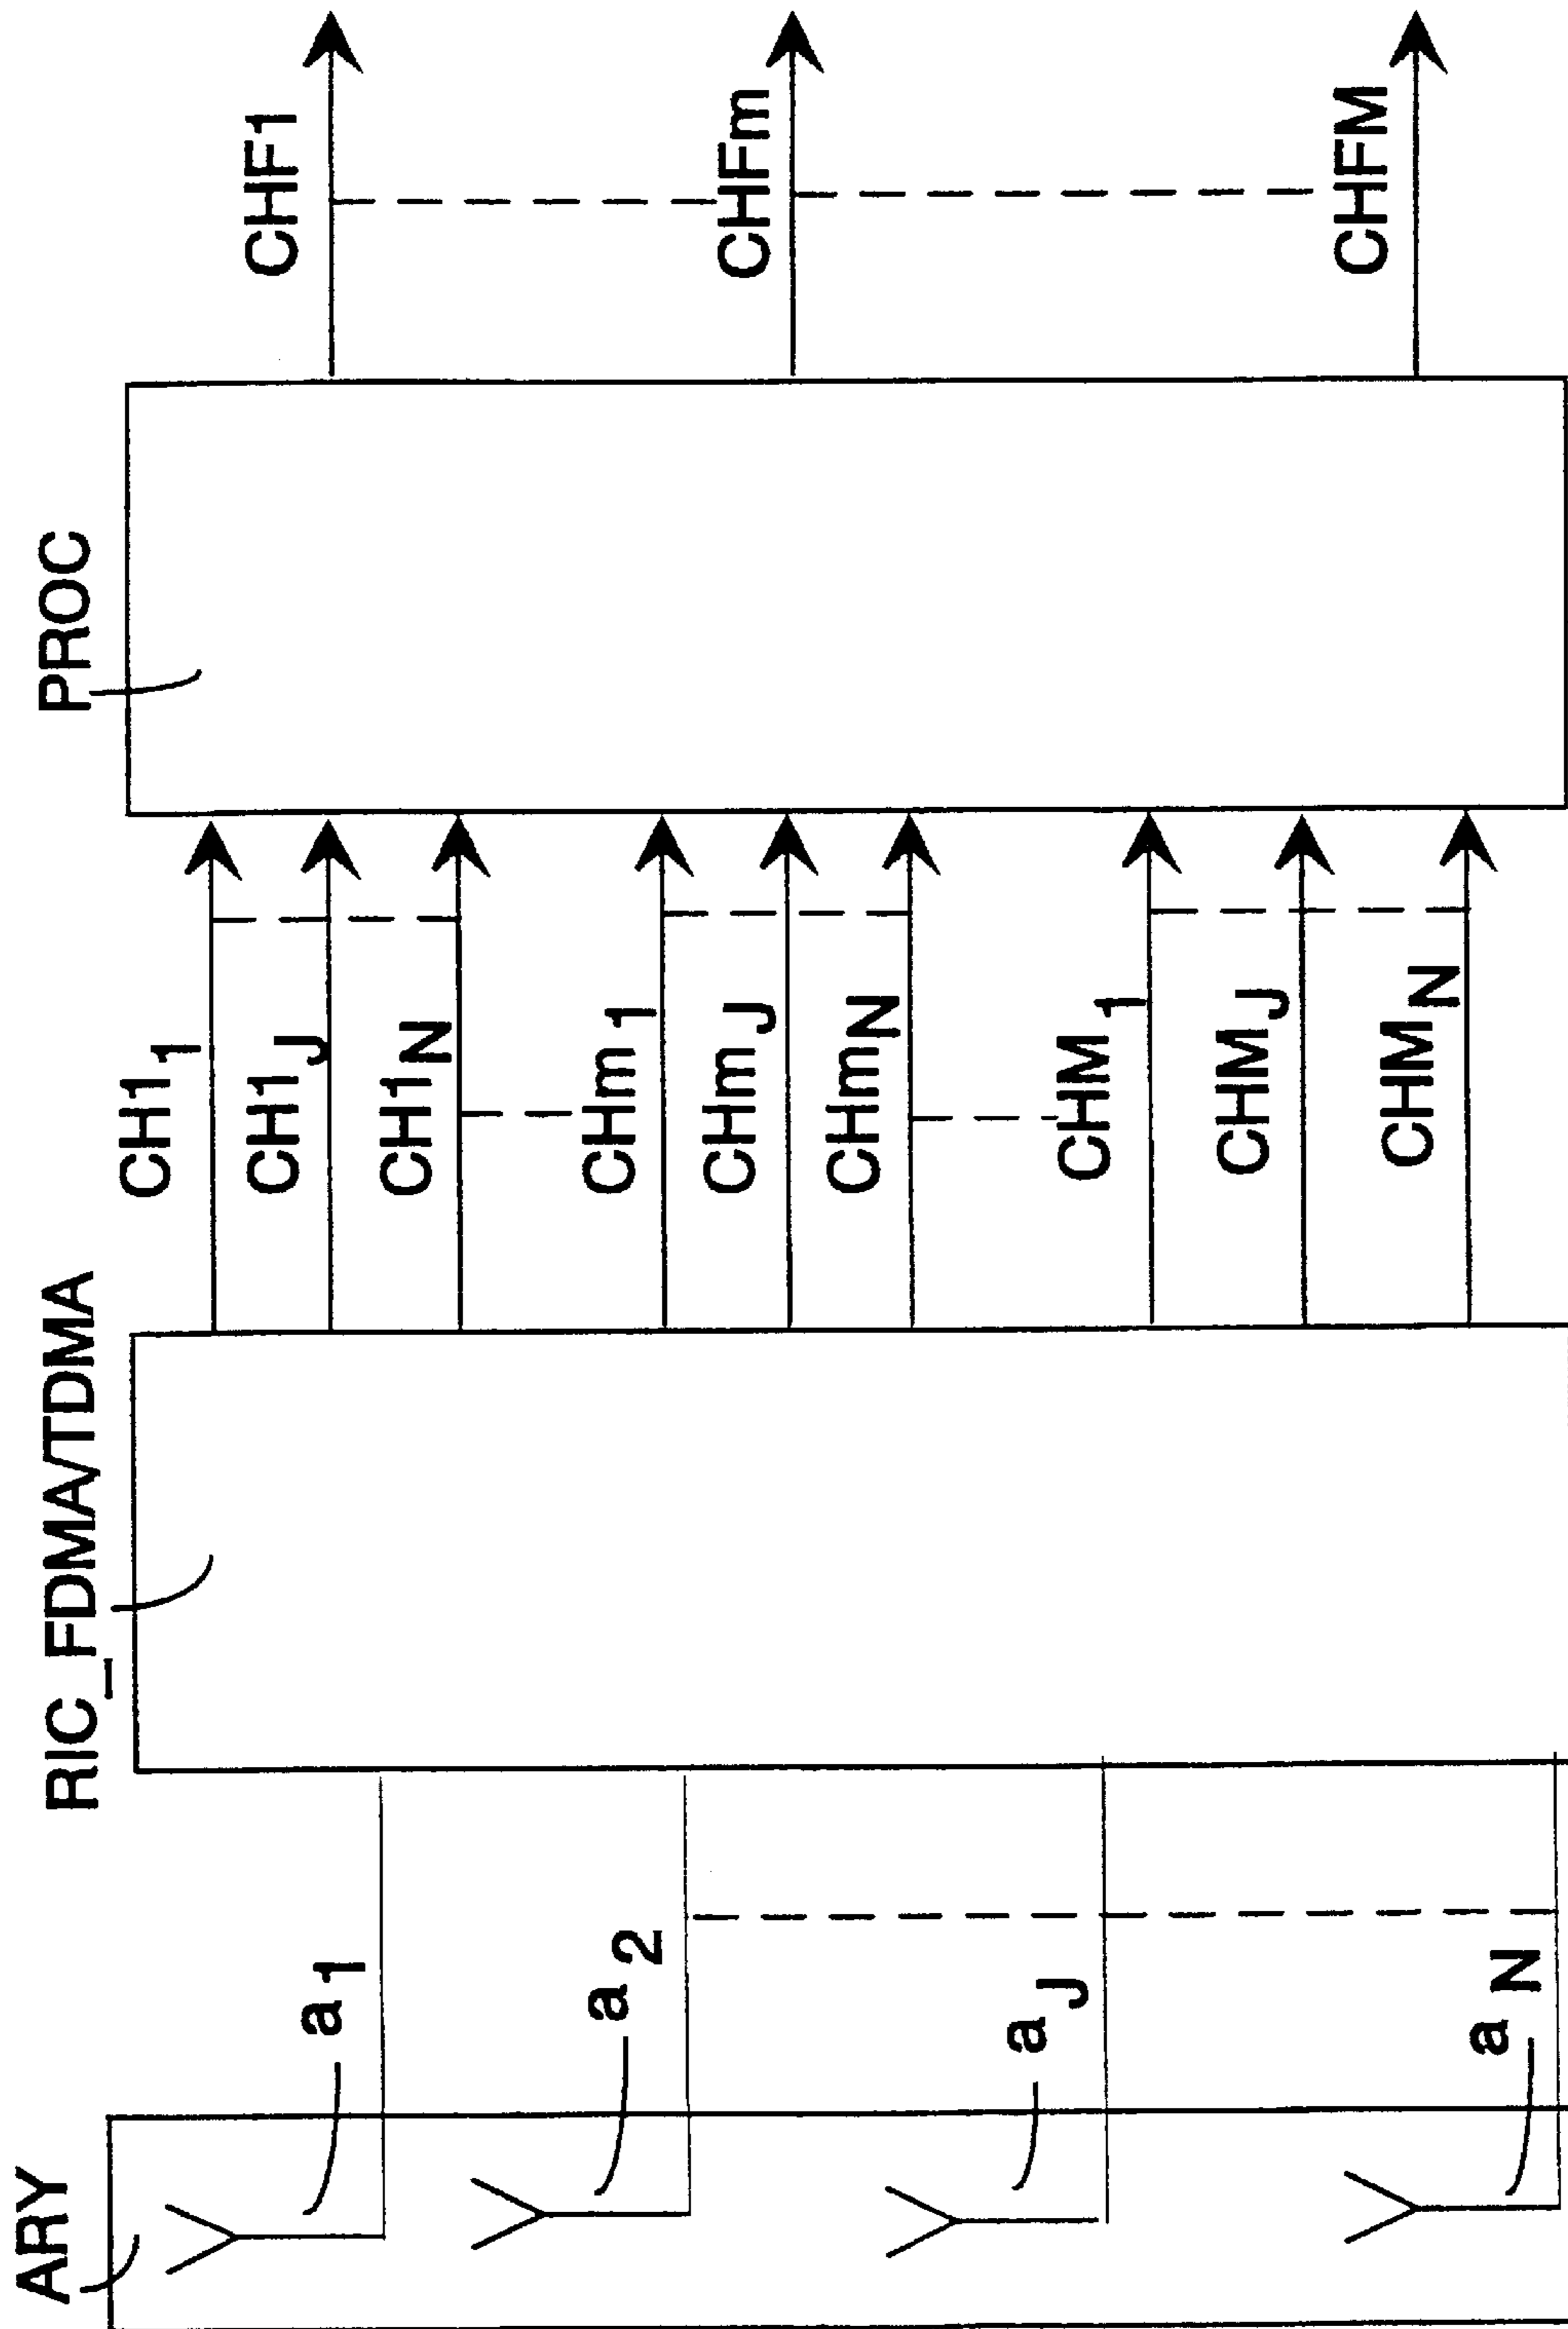 ARY
a1
a2
aJ
aN
RIC_FDMA/TDMA
CH11
CH1J
CH1N
CHm1
CHmJ
CHmN
CHM1
CHMJ
CHMN
PROC
CHF1
CHFm
CHFM